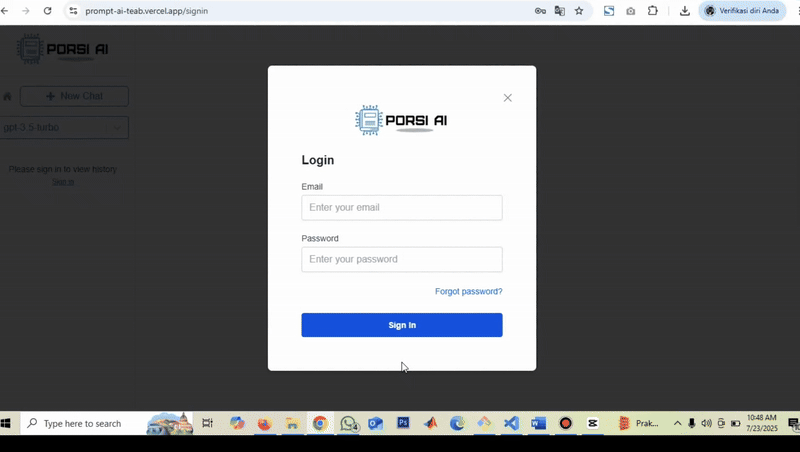 prompt-ai-teab.vercel.app/signin
Verifikasi diri Anda
PORSI AI
New Chat
gpt-3.5 turbo
Please sign in to view history
Sign in
PORSI AI
Login
Email
Enter your email
Password
Enter your password
Forgot password?
Sign In
Type here to search
4
Prak...
10:48 AM
7/23/2025